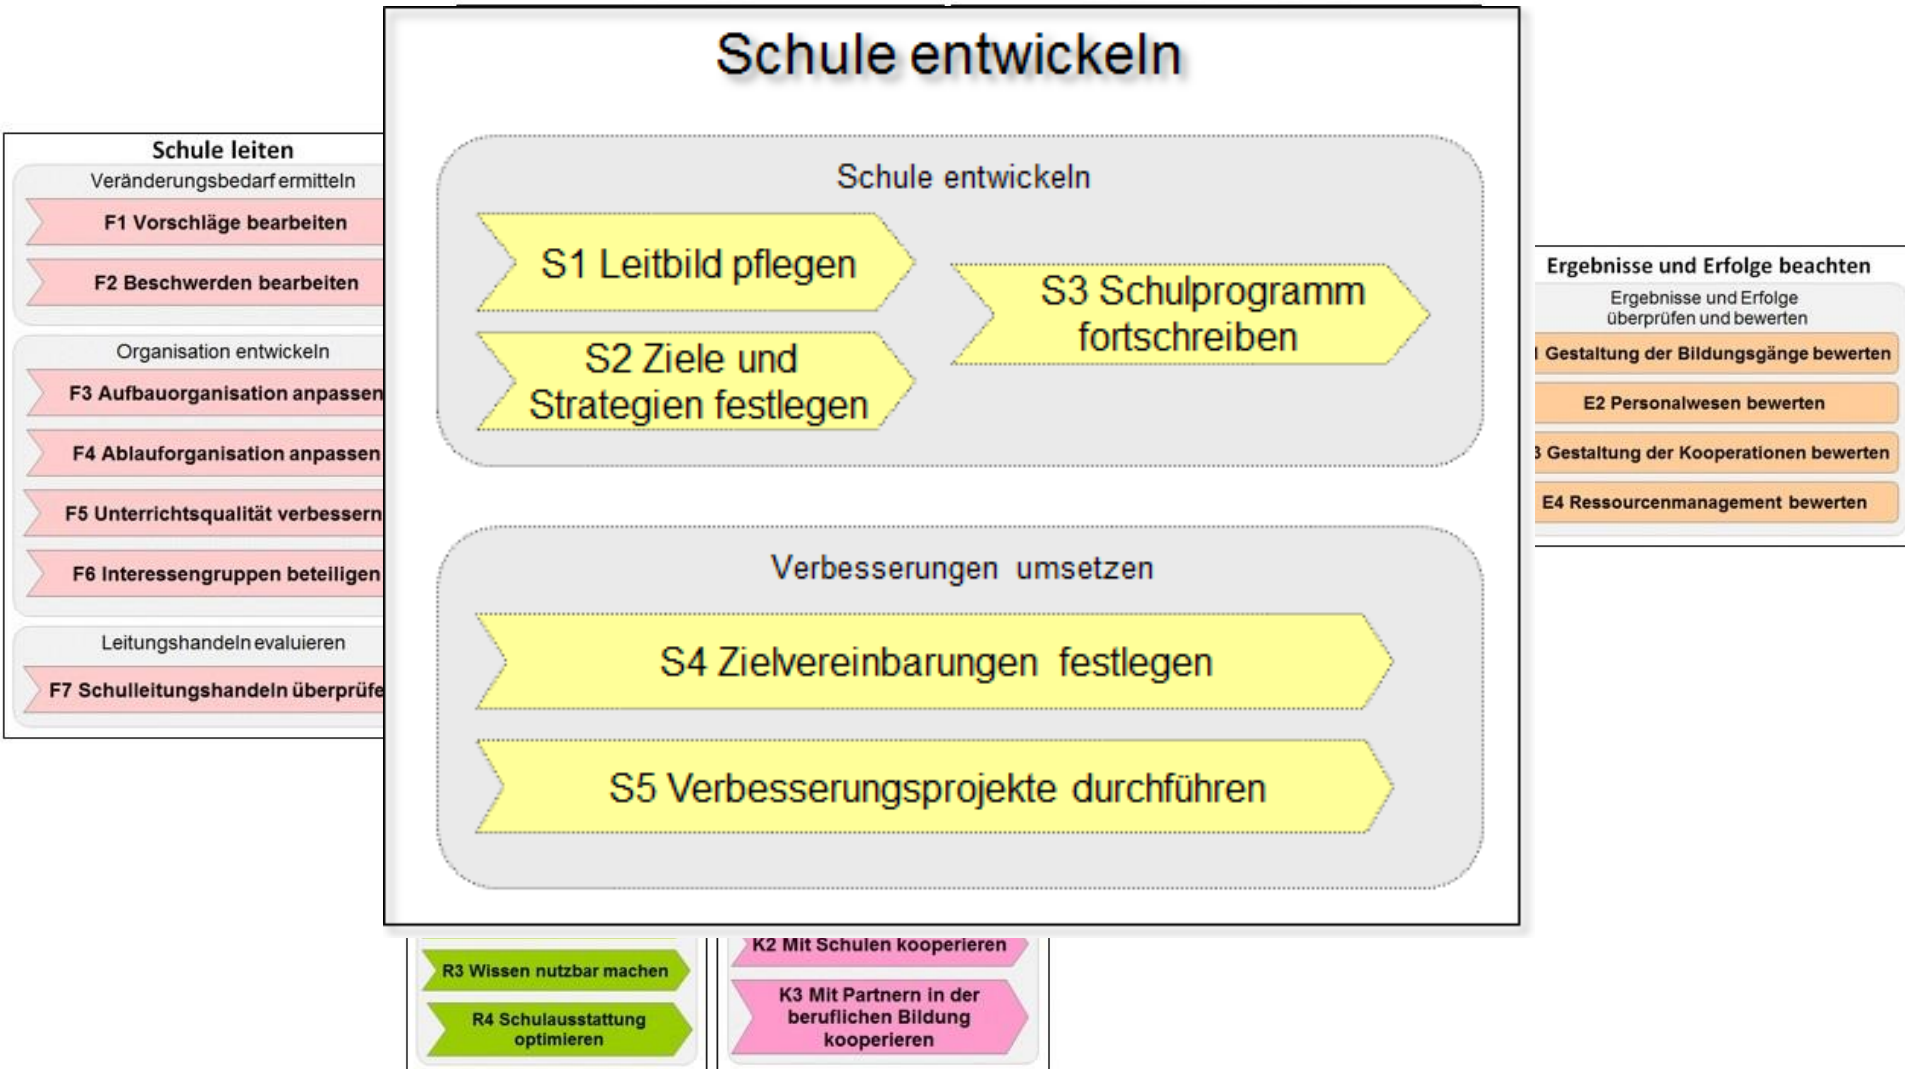 Schule entwickeln
Schule entwickeln
S1 Leitbild pflegen
S2 Ziele und
Strategien festlegen
S3 Schulprogramm
fortschreiben
Verbesserungen umsetzen
S4 Zielvereinbarungen festlegen
S5 Verbesserungsprojekte durchführen
Schule leiten
Veränderungsbedarf ermitteln
F1 Vorschläge bearbeiten
F2 Beschwerden bearbeiten
Organisation entwickeln
F3 Aufbauorganisation anpassen
F4 Ablauforganisation anpassen
F5 Unterrichtsqualität verbessern
F6 Interessengruppen beteiligen
Leitungshandeln evaluieren
F7 Schulleitungshandeln überprüfe
Ergebnisse und Erfolge beachten
Ergebnisse und Erfolge
überprüfen und bewerten
Gestaltung der Bildungsgänge bewerten
E2 Personalwesen bewerten
3 Gestaltung der Kooperationen bewerten
E4 Ressourcenmanagement bewerten
R3 Wissen nutzbar machen
R4 Schulausstattung
optimieren
K2 Mit Schulen kooperieren
K3 Mit Partnern in der
beruflichen Bildung
kooperieren